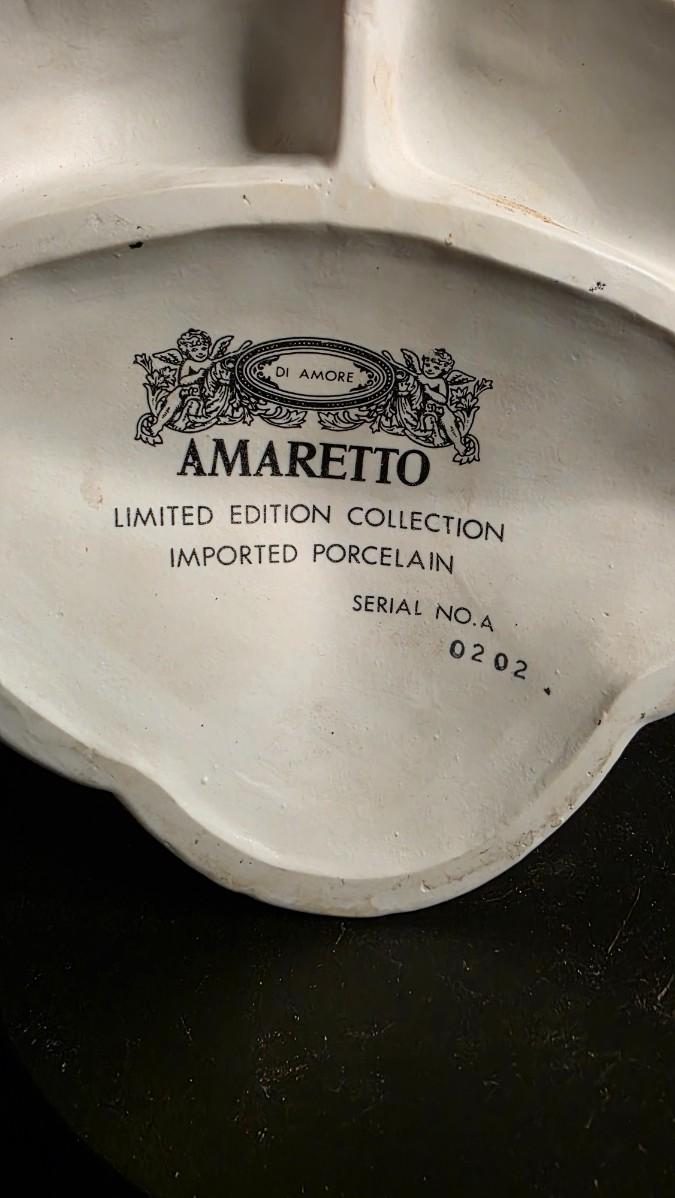 DI AMORE
AMARETTO
LIMITED EDITION COLLECTION
IMPORTED PORCELAIN
SERIAL NO.A
0202